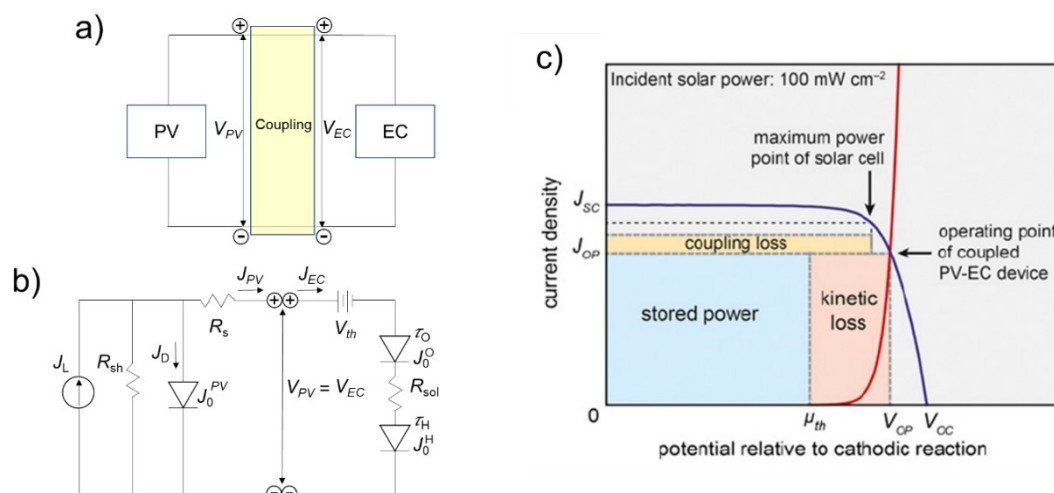 a)
PV
V_PV
Coupling
V_EC
EC
b)
J_PV
J_EC
R_s
V_th
J_L
R_sh
J_D
J_0^PV
V_PV = V_EC
τ_O
J_0^O
R_sol
τ_H
J_0^H
c)
Incident solar power: 100 mW cm⁻²
maximum power
point of solar cell
J_SC
J_OP
coupling loss
operating point
of coupled
PV-EC device
stored power
kinetic
loss
current density
0
μ_th
V_OP
V_OC
potential relative to cathodic reaction